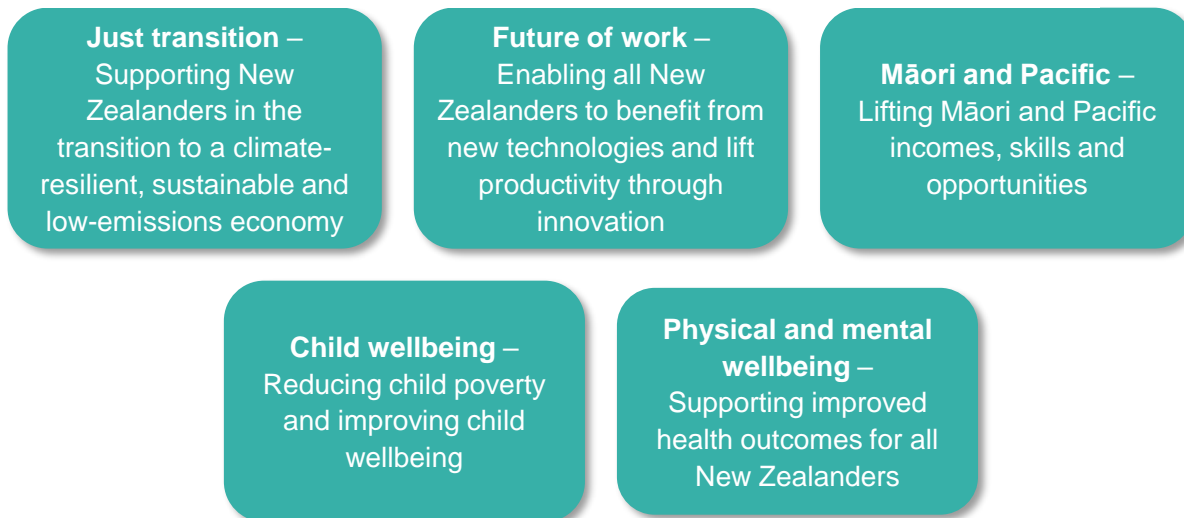 Just transition –
Supporting New
Zealanders in the
transition to a climate-
resilient, sustainable and
low-emissions economy
Future of work –
Enabling all New
Zealanders to benefit from
new technologies and lift
productivity through
innovation
Māori and Pacific –
Lifting Māori and Pacific
incomes, skills and
opportunities
Child wellbeing –
Reducing child poverty
and improving child
wellbeing
Physical and mental
wellbeing –
Supporting improved
health outcomes for all
New Zealanders